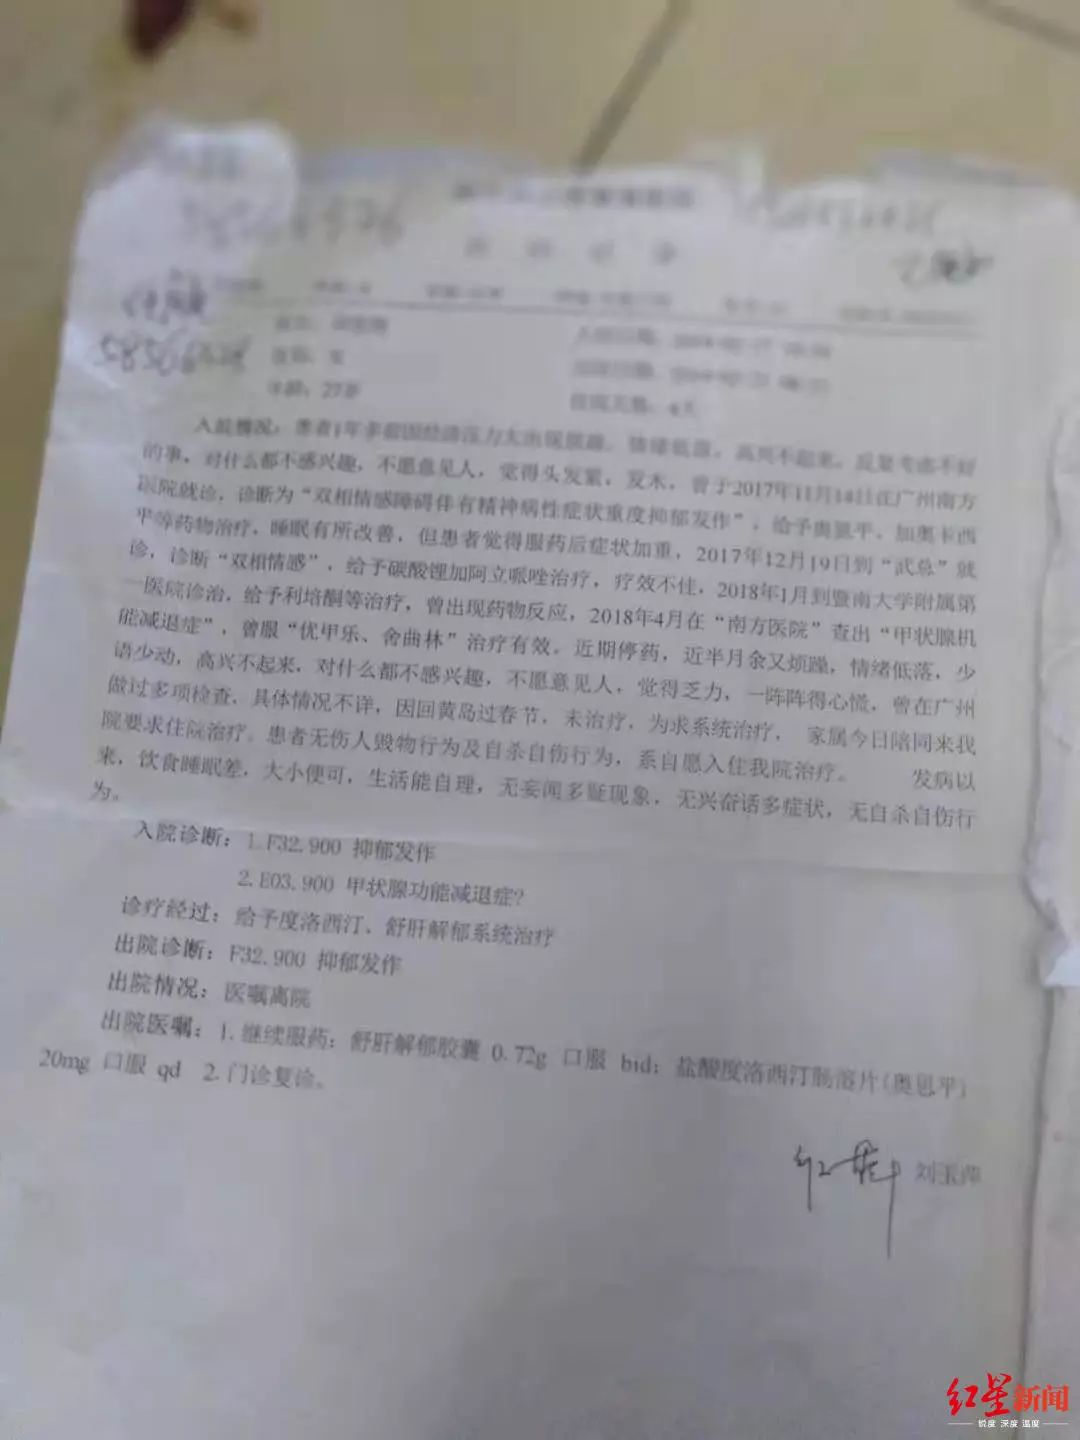 性别：女
年龄：27岁
入院情况：患者1年多前因经济压力大出现烦躁、情绪低落，高兴不起来，反复考虑不好
的事，对什么都不感兴趣，不愿意见人，觉得头发紧，发木，曾于2017年11月14日在广州南方
医院就诊，诊断为“双相情感障碍伴有精神病性症状重度抑郁发作”，给予奥氮平、加奥卡西
平等药物治疗，睡眠有所改善，但患者觉得服药后症状加重，2017年12月19日到“武总”就
诊，诊断“双相情感”，给予碳酸锂加阿立哌唑治疗，疗效不佳，2018年1月到暨南大学附属第
一医院诊治，给予利培酮等治疗，曾出现药物反应，2018年4月在“南方医院”查出“甲状腺机
能减退症”，曾服“优甲乐、舍曲林”治疗有效。近期停药，近半月余又烦躁，情绪低落，少
语少动，高兴不起来，对什么都不感兴趣，不愿意见人，觉得乏力，一阵阵得心慌，曾在广州
做过多项检查，具体情况不详，因回黄岛过春节，未治疗，为求系统治疗， 家属今日陪同来我
院要求住院治疗。患者无伤人毁物行为及自杀自伤行为，系自愿入住我院治疗。 发病以
来，饮食睡眠差，大小便可，生活能自理，无妄闻多疑现象，无兴奋话多症状，无自杀自伤行
为。
入院诊断：1.F32.900 抑郁发作
2.E03.900 甲状腺功能减退症？
诊疗经过：给予度洛西汀、舒肝解郁系统治疗
出院诊断：F32.900 抑郁发作
出院情况：医嘱离院
出院医嘱：1.继续服药：舒肝解郁胶囊 0.72g 口服 bid；盐酸度洛西汀肠溶片(奥思平)
20mg 口服 qd 2.门诊复诊。
刘玉萍
红星新闻
锐度 深度 温度